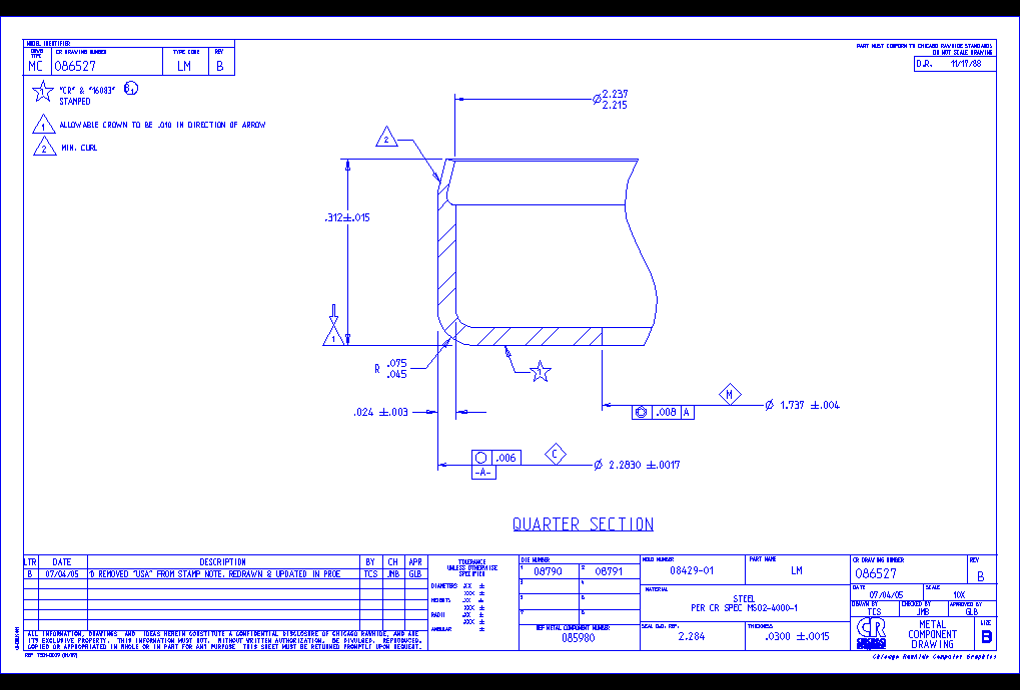 MODEL IDENTIFIER
DRWG TYPE CR DRAWING NUMBER TYPE CODE REV
MC 086527 LM B
PART MUST CONFORM TO CHICAGO RAWHIDE STANDARDS
DO NOT SCALE DRAWING
D.R. 11/17/88
"CR" & "16083"
STAMPED
1 ALLOWABLE CROWN TO BE .010 IN DIRECTION OF ARROW
2 MIN. CURL
Ø2.237
2.215
2
.312±.015
1
R .075
.045
1
M
.024 ±.003
.008 A
Ø 1.737 ±.004
C
.006
-A-
Ø 2.2830 ±.0017
QUARTER SECTION
LTR DATE DESCRIPTION BY CH APR
B 07/04/05 REMOVED "USA" FROM STAMP NOTE, REDRAWN & UPDATED IN PROE TCS JMB GLB
TOLERANCE
UNLESS OTHERWISE
SPECIFIED
DIAMETERS .XX ±
.XXX ±
HEIGHTS .XX ±
.XXX ±
RADII .XX ±
.XXX ±
ANGULAR ±
DIE NUMBER
1 08790 2 08791
3 4
5 6
7 8
REF METAL COMPONENT NUMBER
085980
MOLD NUMBER
08429-01
PART NAME
LM
MATERIAL
STEEL
PER CR SPEC MS02-4000-1
SEAL O.D. REF.
2.284
THICKNESS
.0300 ±.0015
CR DRAWING NUMBER REV
086527 B
DATE SCALE
07/04/05 10X
DRAWN BY CHECKED BY APPROVED BY
TCS JMB GLB
CR
METAL
COMPONENT
DRAWING
SIZE
B
ALL INFORMATION, DRAWINGS AND IDEAS HEREIN CONSTITUTE A CONFIDENTIAL DISCLOSURE OF CHICAGO RAWHIDE, AND ARE
ITS EXCLUSIVE PROPERTY. THIS INFORMATION MUST NOT, WITHOUT WRITTEN AUTHORIZATION, BE DIVULGED, REPRODUCED,
COPIED OR APPROPRIATED IN WHOLE OR IN PART FOR ANY PURPOSE THIS SHEET MUST BE RETURNED PROMPTLY UPON REQUEST.
Chicago Rawhide Computer Graphics